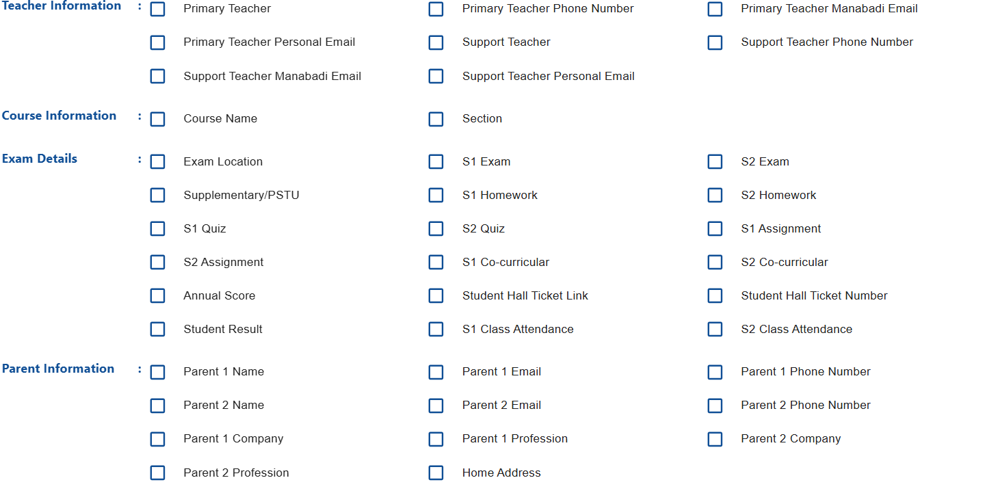 Teacher Information : Primary Teacher Primary Teacher Phone Number Primary Teacher Manabadi Email
Primary Teacher Personal Email Support Teacher Support Teacher Phone Number
Support Teacher Manabadi Email Support Teacher Personal Email
Course Information : Course Name Section
Exam Details : Exam Location S1 Exam S2 Exam
Supplementary/PSTU S1 Homework S2 Homework
S1 Quiz S2 Quiz S1 Assignment
S2 Assignment S1 Co-curricular S2 Co-curricular
Annual Score Student Hall Ticket Link Student Hall Ticket Number
Student Result S1 Class Attendance S2 Class Attendance
Parent Information : Parent 1 Name Parent 1 Email Parent 1 Phone Number
Parent 2 Name Parent 2 Email Parent 2 Phone Number
Parent 1 Company Parent 1 Profession Parent 2 Company
Parent 2 Profession Home Address